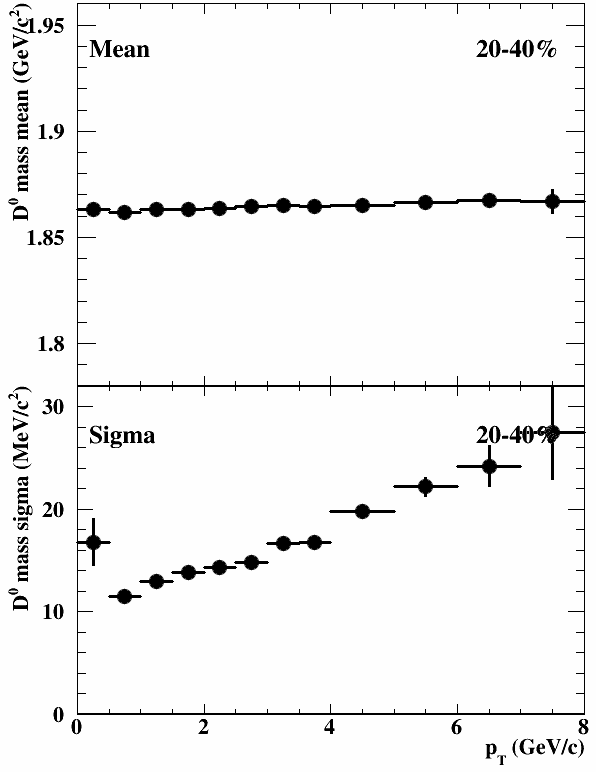 1.95
Mean 20-40%
1.9
1.85
1.8
D⁰ mass mean (GeV/c²)
30
Sigma 20-40%
20
10
0
D⁰ mass sigma (MeV/c²)
0 2 4 6 8
p_T (GeV/c)